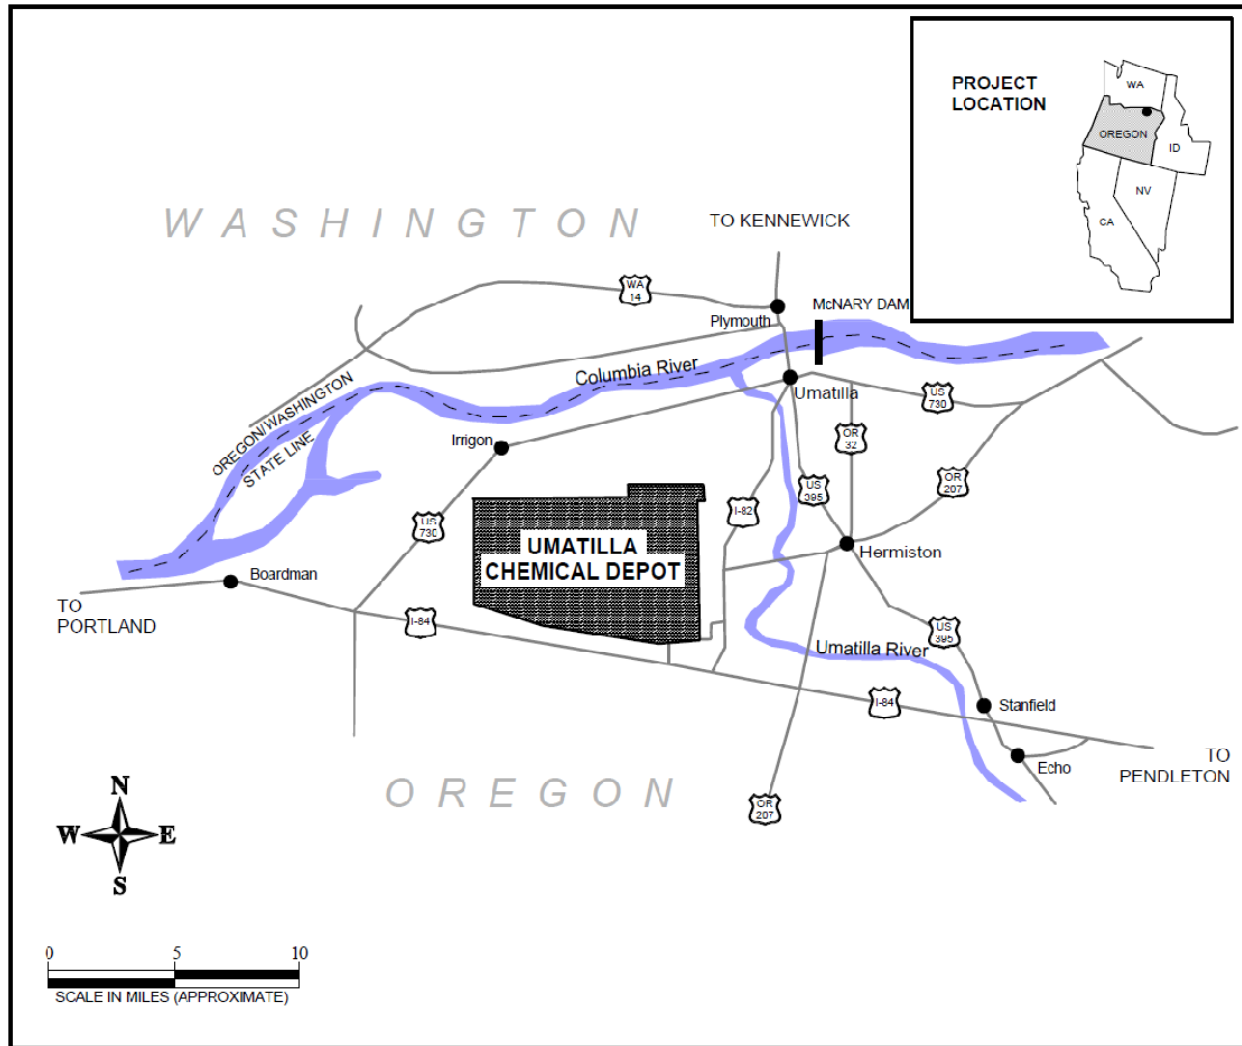 PROJECT
LOCATION
WA
OREGON
ID
NV
CA
WASHINGTON
TO KENNEWICK
WA
14
McNARY DAM
Plymouth
Columbia River
Umatilla
US
730
OREGON/WASHINGTON
STATE LINE
Irrigon
OR
32
OR
207
US
395
I-82
US
730
UMATILLA
CHEMICAL DEPOT
Hermiston
Boardman
TO
PORTLAND
I-84
US
395
Umatilla River
I-84
Stanfield
Echo
TO
PENDLETON
OREGON
OR
207
N
W E
S
0 5 10
SCALE IN MILES (APPROXIMATE)